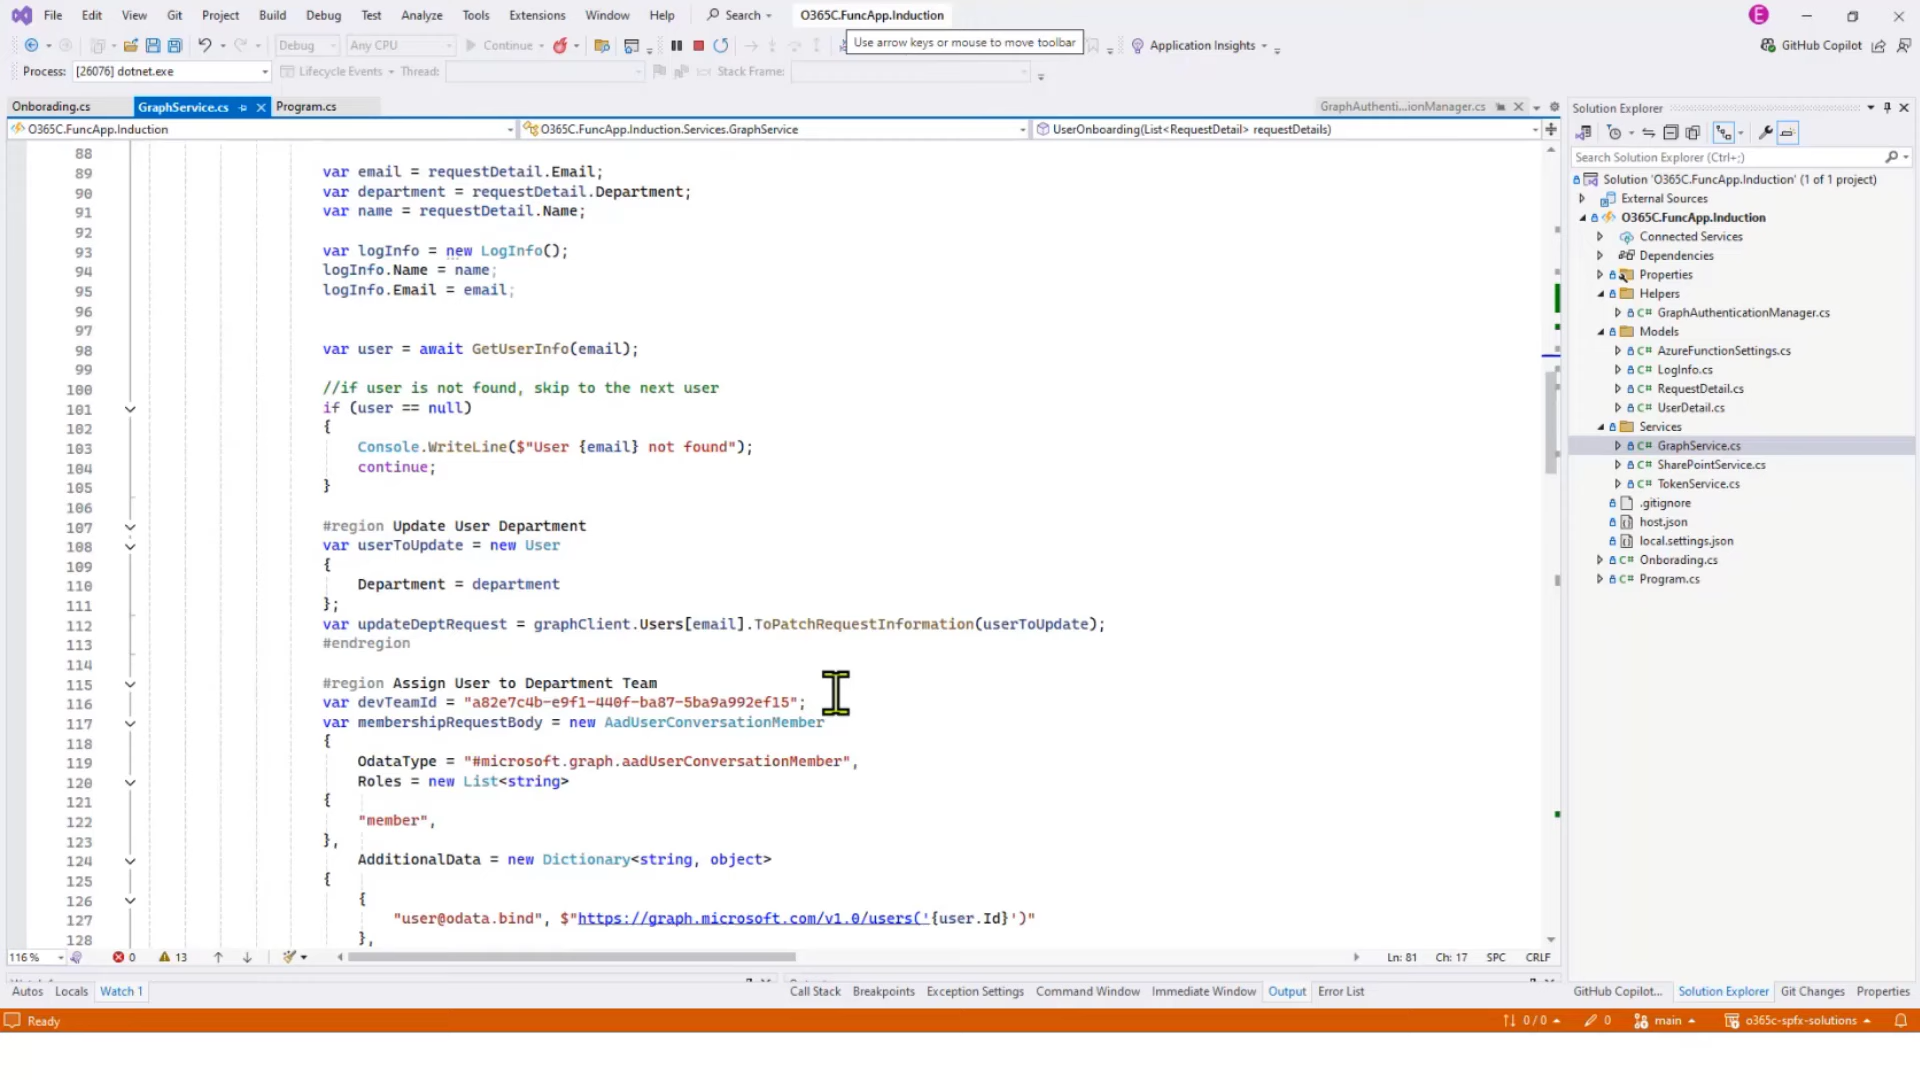 File Edit View Git Project Build Debug Test Analyze Tools Extensions Window Help Search O365C.FuncApp.Induction
Debug Any CPU Continue Use arrow keys or mouse to move toolbar Application Insights GitHub Copilot
Process: [26076] dotnet.exe Lifecycle Events Thread: Stack Frame:
Onborading.cs GraphService.cs Program.cs GraphAuthenti...ionManager.cs
O365C.FuncApp.Induction O365C.FuncApp.Induction.Services.GraphService UserOnboarding(List<RequestDetail> requestDetails)
88
89 var email = requestDetail.Email;
90 var department = requestDetail.Department;
91 var name = requestDetail.Name;
92
93 var logInfo = new LogInfo();
94 logInfo.Name = name;
95 logInfo.Email = email;
96
97
98 var user = await GetUserInfo(email);
99
100 //if user is not found, skip to the next user
101 if (user == null)
102 {
103 Console.WriteLine($"User {email} not found");
104 continue;
105 }
106
107 #region Update User Department
108 var userToUpdate = new User
109 {
110 Department = department
111 };
112 var updateDeptRequest = graphClient.Users[email].ToPatchRequestInformation(userToUpdate);
113 #endregion
114
115 #region Assign User to Department Team
116 var devTeamId = "a82e7c4b-e9f1-440f-ba87-5ba9a992ef15";
117 var membershipRequestBody = new AadUserConversationMember
118 {
119 OdataType = "#microsoft.graph.aadUserConversationMember",
120 Roles = new List<string>
121 {
122 "member",
123 },
124 AdditionalData = new Dictionary<string, object>
125 {
126 {
127 "user@odata.bind", $"https://graph.microsoft.com/v1.0/users('{user.Id}')"
128 },
116 % 0 13 Ln: 81 Ch: 17 SPC CRLF
Autos Locals Watch 1 Call Stack Breakpoints Exception Settings Command Window Immediate Window Output Error List
Ready 0 / 0 0 main o365c-spfx-solutions
E
Solution Explorer
Search Solution Explorer (Ctrl+;)
Solution 'O365C.FuncApp.Induction' (1 of 1 project)
External Sources
O365C.FuncApp.Induction
Connected Services
Dependencies
Properties
Helpers
C# GraphAuthenticationManager.cs
Models
C# AzureFunctionSettings.cs
C# LogInfo.cs
C# RequestDetail.cs
C# UserDetail.cs
Services
C# GraphService.cs
C# SharePointService.cs
C# TokenService.cs
.gitignore
host.json
local.settings.json
C# Onborading.cs
C# Program.cs
GitHub Copilot... Solution Explorer Git Changes Properties